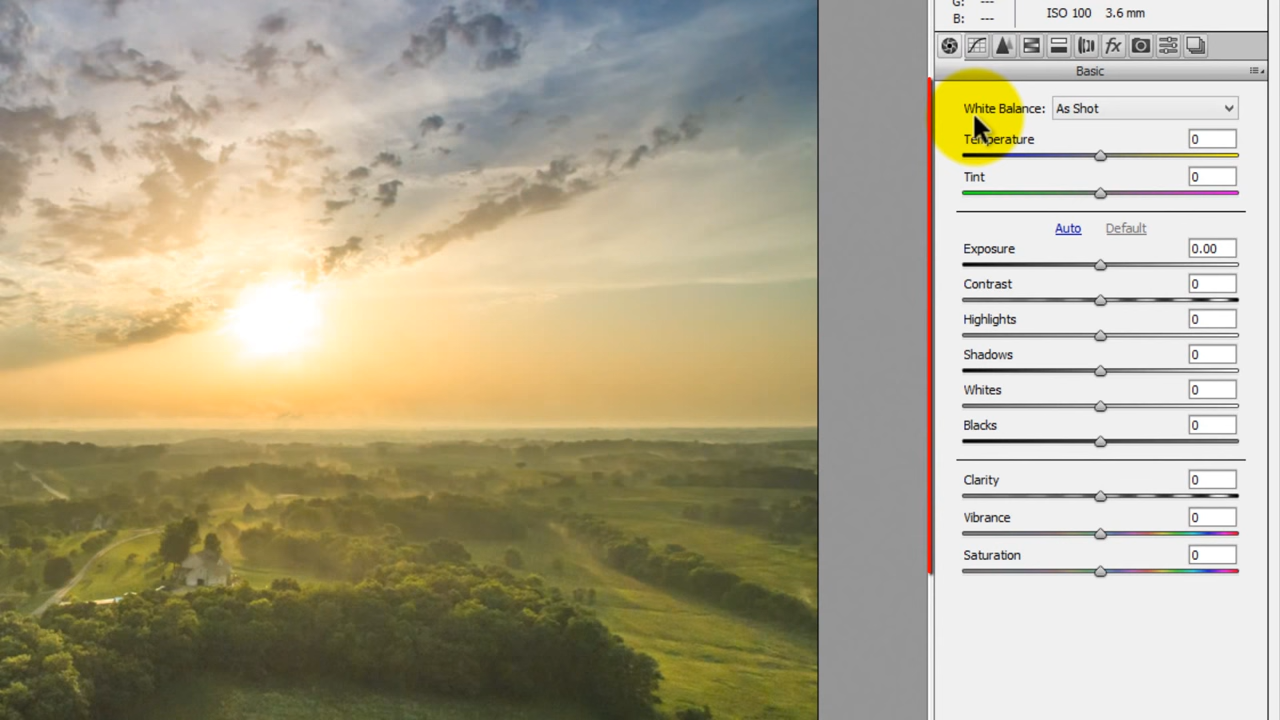 G: ---
B: ---
ISO 100 3.6 mm
fx
Basic
White Balance: As Shot
Temperature 0
Tint 0
Auto Default
Exposure 0.00
Contrast 0
Highlights 0
Shadows 0
Whites 0
Blacks 0
Clarity 0
Vibrance 0
Saturation 0